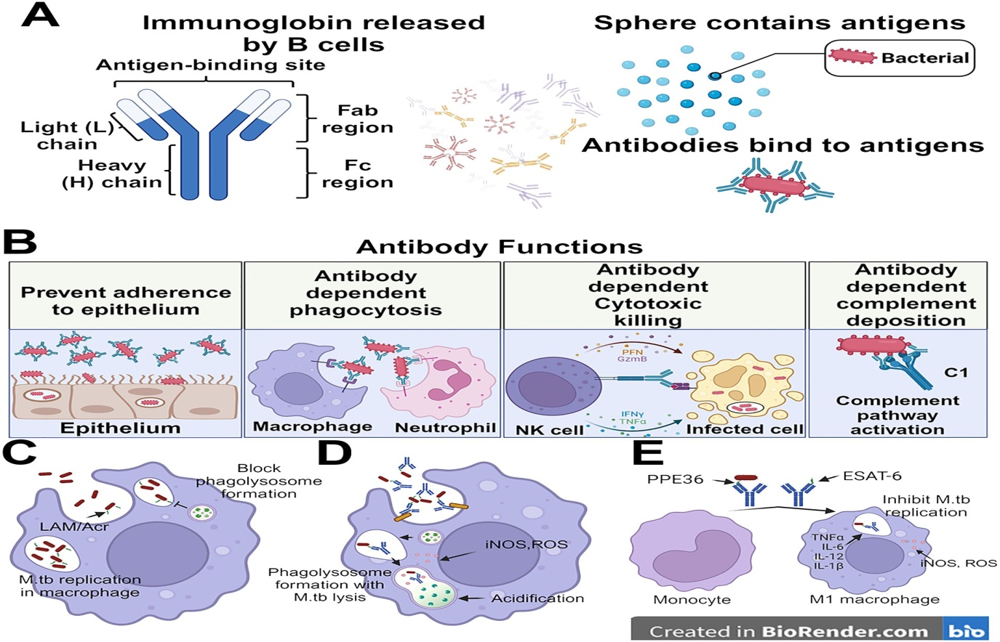 A
Immunoglobin released
by B cells
Antigen-binding site
Light (L)
chain
Heavy
(H) chain
Fab
region
Fc
region
Sphere contains antigens
Bacterial
Antibodies bind to antigens
B
Antibody Functions
Prevent adherence
to epithelium
Epithelium
Antibody
dependent
phagocytosis
Macrophage
Neutrophil
Antibody
dependent
Cytotoxic
killing
PFN
GzmB
IFNγ
TNFα
NK cell
Infected cell
Antibody
dependent
complement
deposition
C1
Complement
pathway
activation
C
Block
phagolysosome
formation
LAM/Acr
M.tb replication
in macrophage
D
iNOS,ROS
Phagolysosome
formation with
M.tb lysis
Acidification
E
PPE36
ESAT-6
Inhibit M.tb
replication
TNFα
IL-6
IL-12
IL-1β
iNOS, ROS
Monocyte
M1 macrophage
Created in BioRender.com
bio